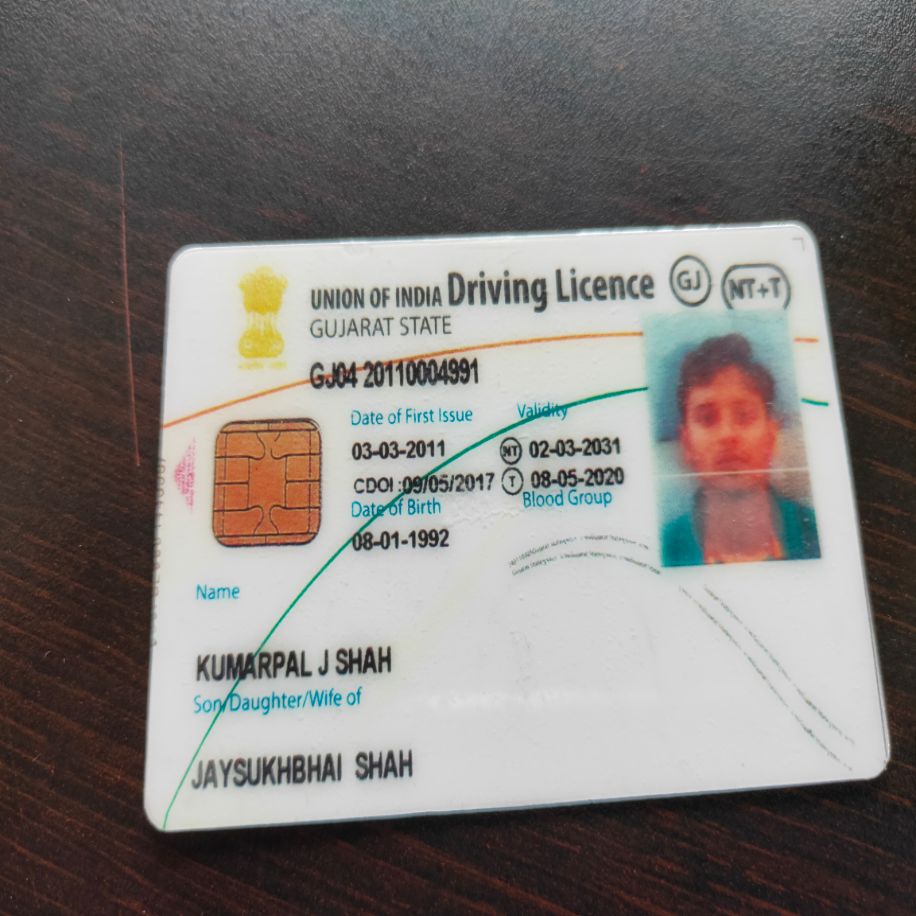 UNION OF INDIA Driving Licence GJ NT+T
GUJARAT STATE
GJ04 20110004991
Date of First Issue Validity
03-03-2011 NT 02-03-2031
CDOI :09/05/2017 T 08-05-2020
Date of Birth Blood Group
08-01-1992
Name
KUMARPAL J SHAH
Son/Daughter/Wife of
JAYSUKHBHAI SHAH